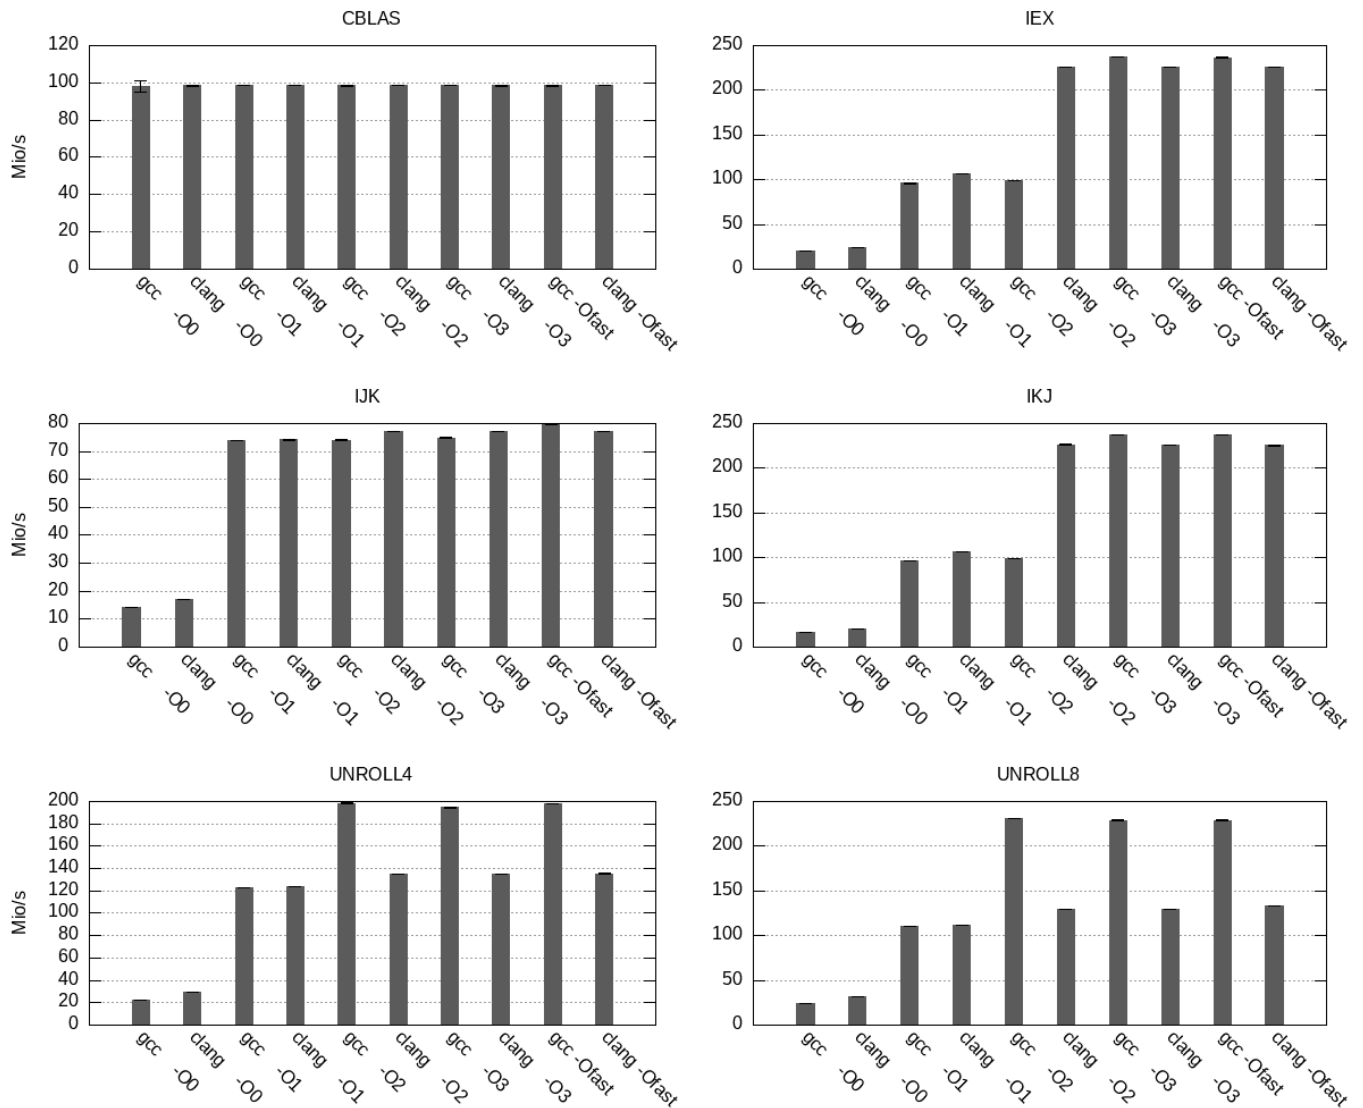 CBLAS
120
100
80
60
40
20
0
Mio/s
gcc -O0
clang -O0
gcc -O1
clang -O1
gcc -O2
clang -O2
gcc -O3
clang -O3
gcc -Ofast
clang -Ofast
IEX
250
200
150
100
50
0
gcc -O0
clang -O0
gcc -O1
clang -O1
gcc -O2
clang -O2
gcc -O3
clang -O3
gcc -Ofast
clang -Ofast
IJK
80
70
60
50
40
30
20
10
0
Mio/s
gcc -O0
clang -O0
gcc -O1
clang -O1
gcc -O2
clang -O2
gcc -O3
clang -O3
gcc -Ofast
clang -Ofast
IKJ
250
200
150
100
50
0
gcc -O0
clang -O0
gcc -O1
clang -O1
gcc -O2
clang -O2
gcc -O3
clang -O3
gcc -Ofast
clang -Ofast
UNROLL4
200
180
160
140
120
100
80
60
40
20
0
Mio/s
gcc -O0
clang -O0
gcc -O1
clang -O1
gcc -O2
clang -O2
gcc -O3
clang -O3
gcc -Ofast
clang -Ofast
UNROLL8
250
200
150
100
50
0
gcc -O0
clang -O0
gcc -O1
clang -O1
gcc -O2
clang -O2
gcc -O3
clang -O3
gcc -Ofast
clang -Ofast